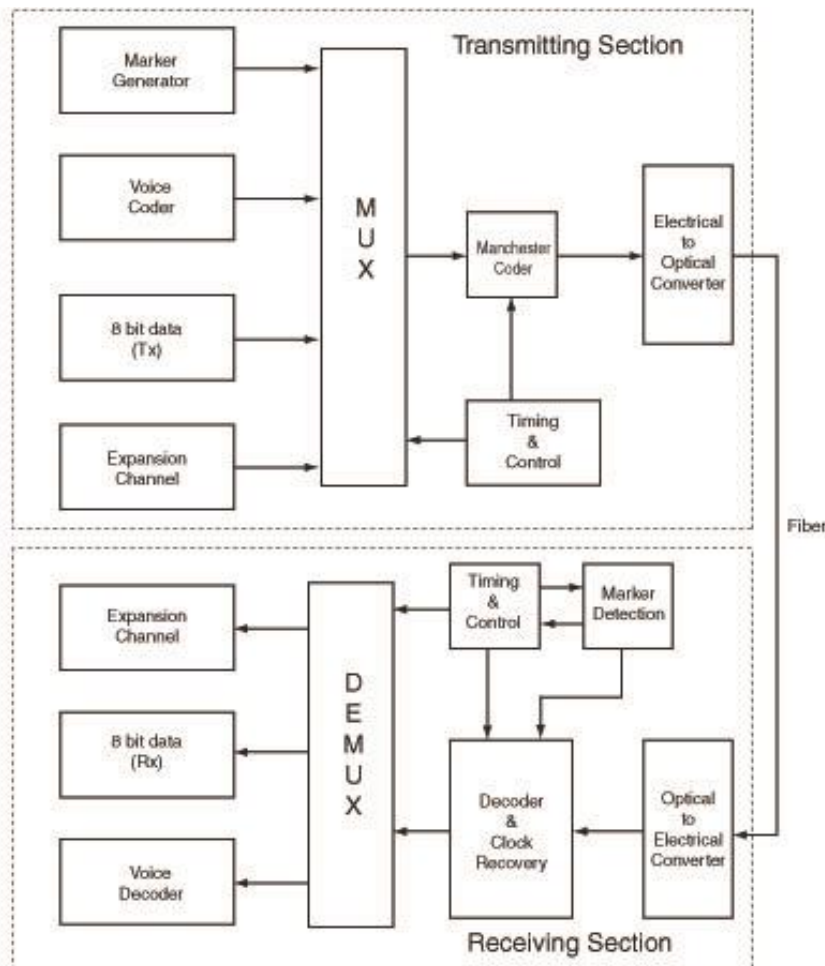 Transmitting Section
Marker
Generator
Voice
Coder
8 bit data
(Tx)
Expansion
Channel
M
U
X
Manchester
Coder
Timing
&
Control
Electrical
to
Optical
Converter
Fiber
Expansion
Channel
8 bit data
(Rx)
Voice
Decoder
D
E
M
U
X
Timing
&
Control
Marker
Detection
Decoder
&
Clock
Recovery
Optical
to
Electrical
Converter
Receiving Section